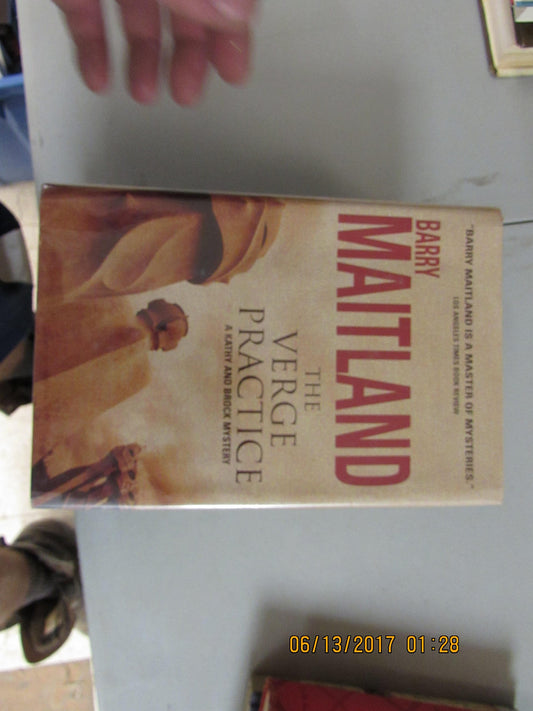 "BARRY MAITLAND IS A MASTER OF MYSTERIES."
LOS ANGELES TIMES BOOK REVIEW
BARRY
MAITLAND
THE
VERGE
PRACTICE
A KATHY AND BROCK MYSTERY
06/13/2017 01:28